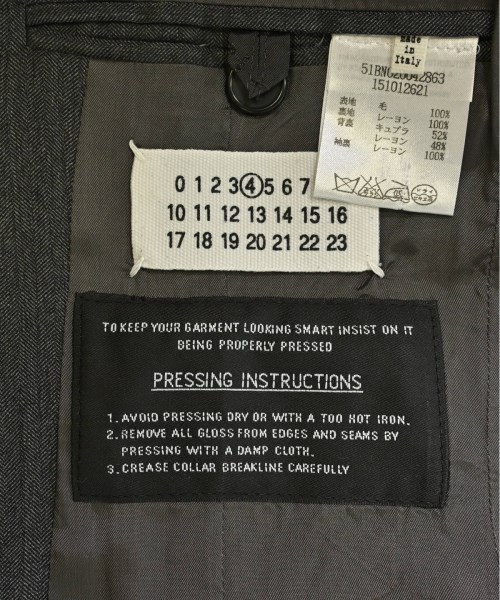 made
in
Italy
51BN020042863
151012621
表地 毛 100%
裏地 レーヨン 100%
背裏 キュプラ 52%
レーヨン 48%
袖裏 レーヨン 100%
0 1 2 3 4 5 6 7
10 11 12 13 14 15 16
17 18 19 20 21 22 23
TO KEEP YOUR GARMENT LOOKING SMART INSIST ON IT
BEING PROPERLY PRESSED
PRESSING INSTRUCTIONS
1. AVOID PRESSING DRY OR WITH A TOO HOT IRON.
2. REMOVE ALL GLOSS FROM EDGES AND SEAMS BY
PRESSING WITH A DAMP CLOTH.
3. CREASE COLLAR BREAKLINE CAREFULLY